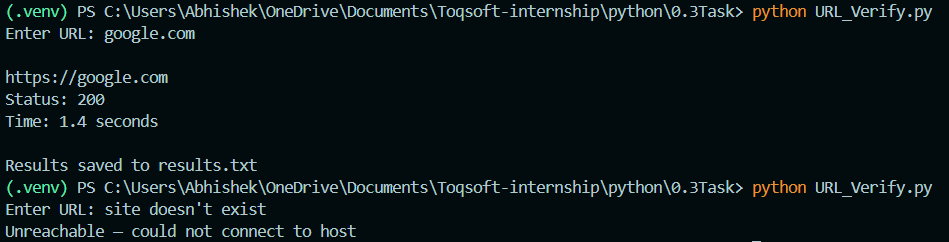 (.venv) PS C:\Users\Abhishek\OneDrive\Documents\Toqsoft-internship\python\0.3Task> python URL_Verify.py
Enter URL: google.com
https://google.com
Status: 200
Time: 1.4 seconds
Results saved to results.txt
(.venv) PS C:\Users\Abhishek\OneDrive\Documents\Toqsoft-internship\python\0.3Task> python URL_Verify.py
Enter URL: site doesn't exist
Unreachable — could not connect to host